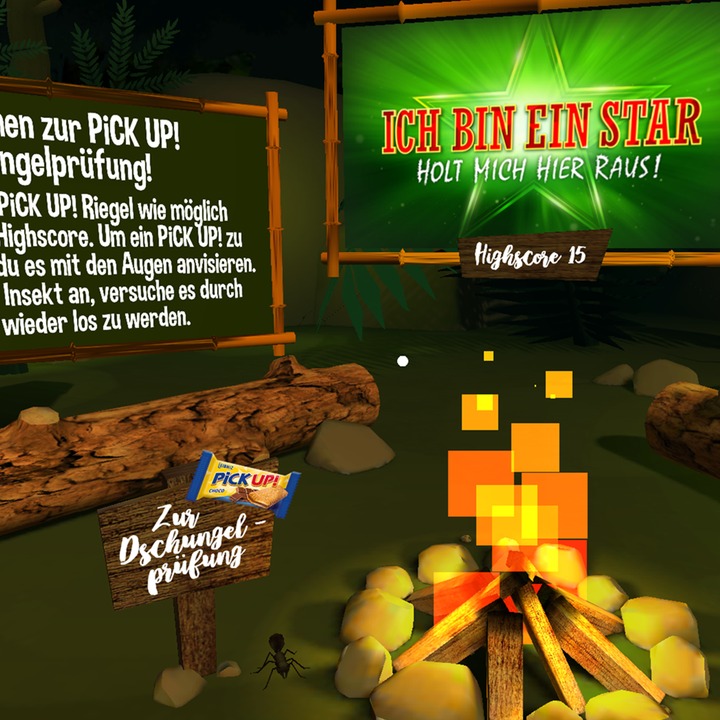 nen zur PiCK UP!
ngelprüfung!
PiCK UP! Riegel wie möglich
Highscore. Um ein PiCK UP! zu
du es mit den Augen anvisieren.
Insekt an, versuche es durch
wieder los zu werden.
ICH BIN EIN STAR
HOLT MICH HIER RAUS!
Highscore 15
LEIBNIZ
PiCK UP!
CHOCO
Zur
Dschungel-
prüfung